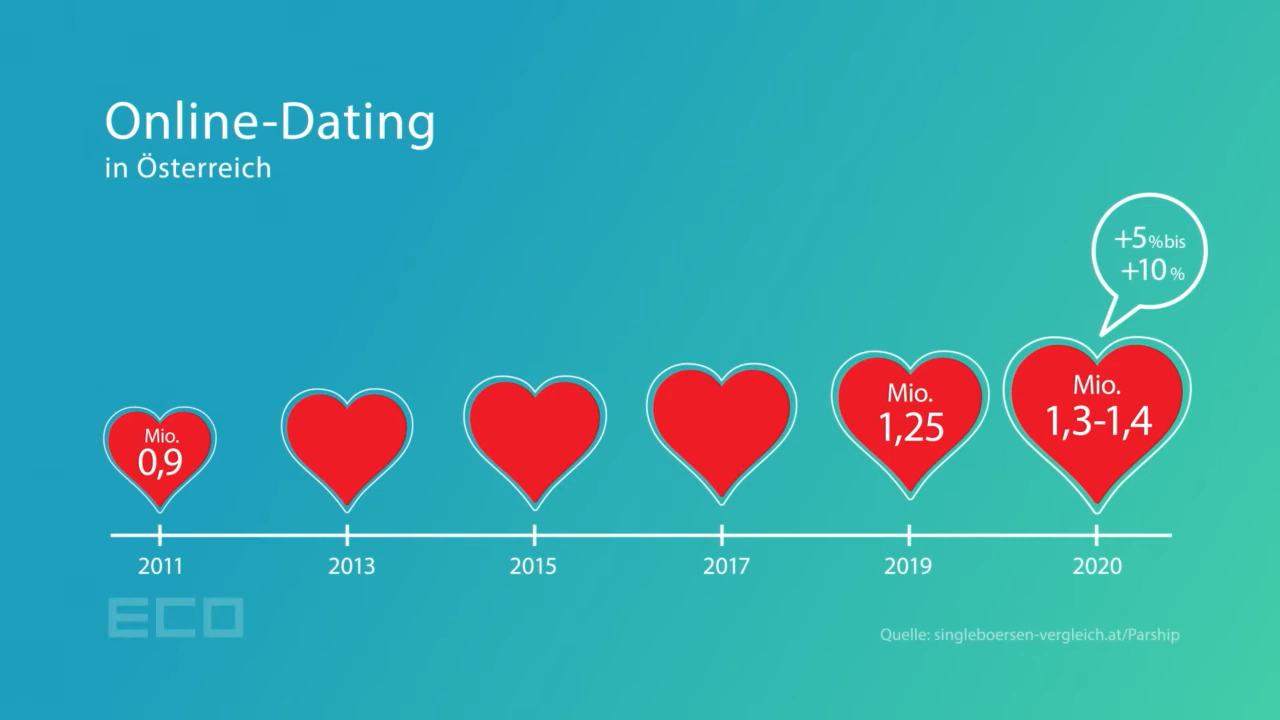 Online-Dating
in Österreich
+5%bis
+10%
Mio.
0,9
Mio.
1,25
Mio.
1,3-1,4
2011
2013
2015
2017
2019
2020
ECO
Quelle: singleboersen-vergleich.at/Parship